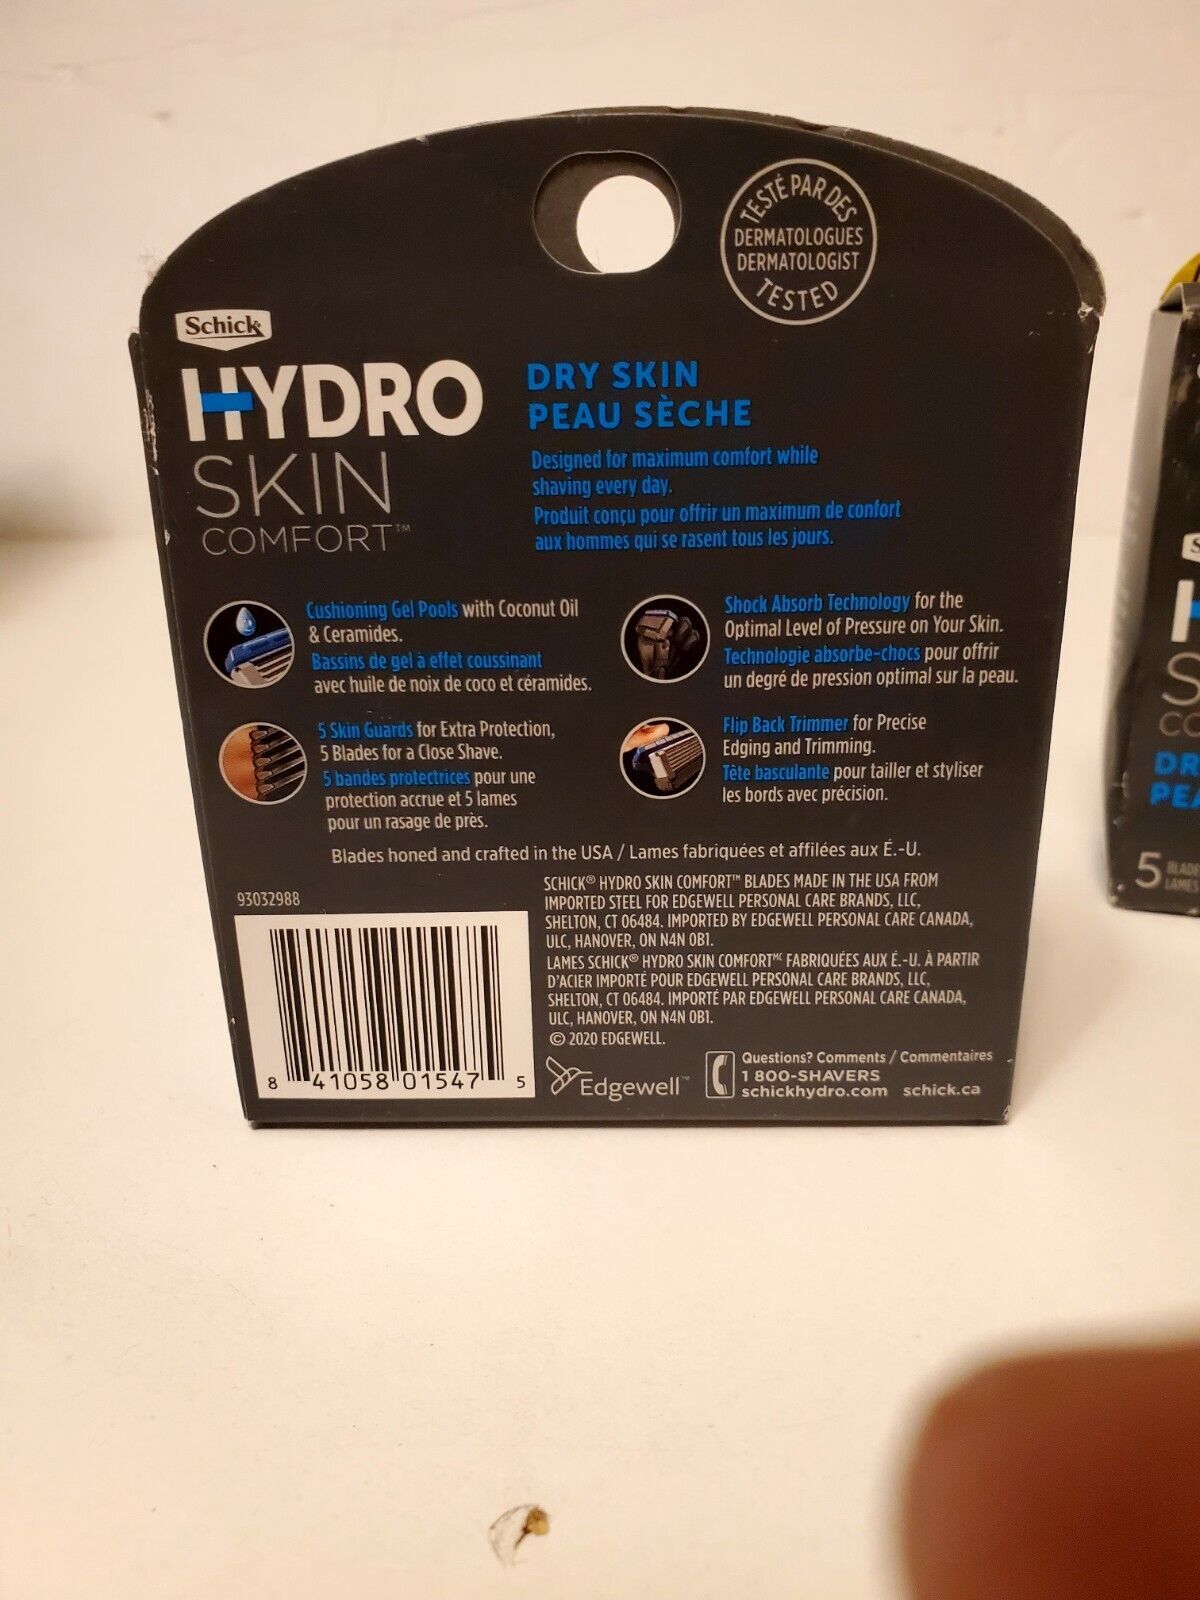 TESTÉ PAR DES
DERMATOLOGUES
DERMATOLOGIST
TESTED
Schick
HYDRO
SKIN
COMFORT™
DRY SKIN
PEAU SÈCHE
Designed for maximum comfort while
shaving every day.
Produit conçu pour offrir un maximum de confort
aux hommes qui se rasent tous les jours.
Cushioning Gel Pools with Coconut Oil
& Ceramides.
Bassins de gel à effet coussinant
avec huile de noix de coco et céramides.
Shock Absorb Technology for the
Optimal Level of Pressure on Your Skin.
Technologie absorbe-chocs pour offrir
un degré de pression optimal sur la peau.
5 Skin Guards for Extra Protection,
5 Blades for a Close Shave.
5 bandes protectrices pour une
protection accrue et 5 lames
pour un rasage de près.
Flip Back Trimmer for Precise
Edging and Trimming.
Tête basculante pour tailler et styliser
les bords avec précision.
Blades honed and crafted in the USA / Lames fabriquées et affilées aux É.-U.
93032988
8 41058 01547 5
SCHICK® HYDRO SKIN COMFORT™ BLADES MADE IN THE USA FROM
IMPORTED STEEL FOR EDGEWELL PERSONAL CARE BRANDS, LLC,
SHELTON, CT 06484. IMPORTED BY EDGEWELL PERSONAL CARE CANADA,
ULC, HANOVER, ON N4N 0B1.
LAMES SCHICK® HYDRO SKIN COMFORTᴹᶜ FABRIQUÉES AUX É.-U. À PARTIR
D'ACIER IMPORTÉ POUR EDGEWELL PERSONAL CARE BRANDS, LLC,
SHELTON, CT 06484. IMPORTÉ PAR EDGEWELL PERSONAL CARE CANADA,
ULC, HANOVER, ON N4N 0B1.
© 2020 EDGEWELL.
Edgewell™
Questions? Comments / Commentaires
1 800-SHAVERS
schickhydro.com schick.ca
5